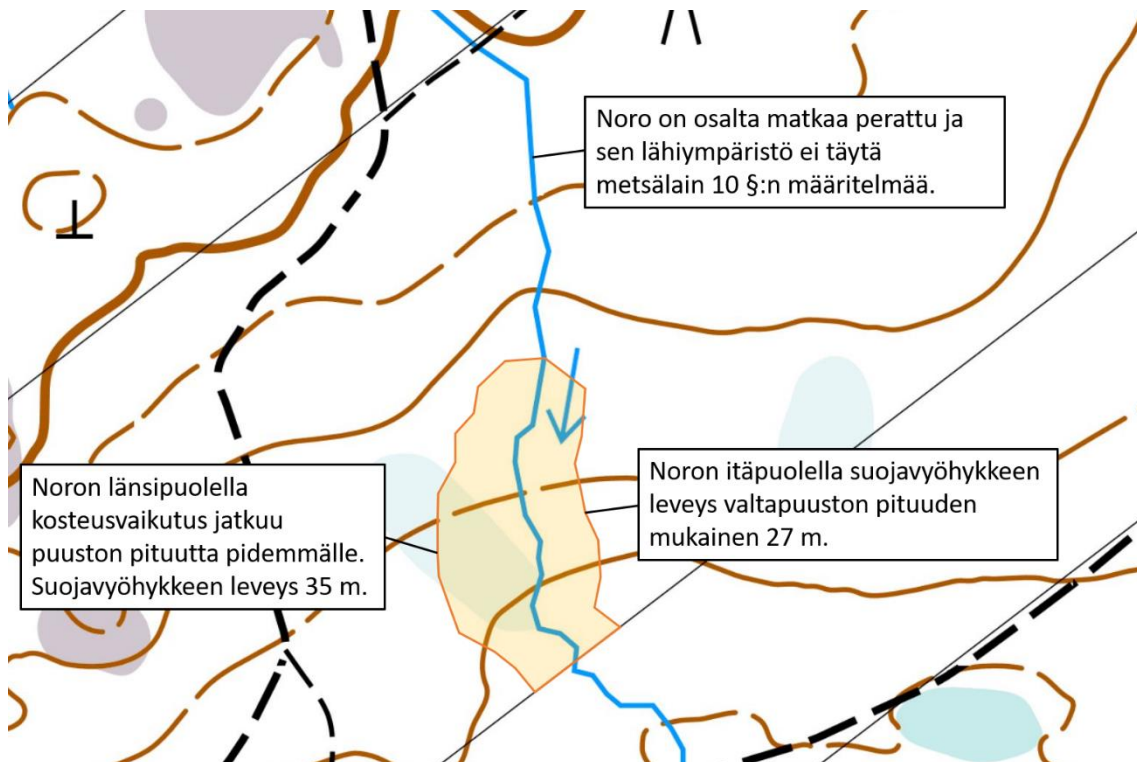 Noro on osalta matkaa perattu ja
sen lähiympäristö ei täytä
metsälain 10 §:n määritelmää.
Noron länsipuolella
kosteusvaikutus jatkuu
puuston pituutta pidemmälle.
Suojavyöhykkeen leveys 35 m.
Noron itäpuolella suojavyöhykkeen
leveys valtapuuston pituuden
mukainen 27 m.